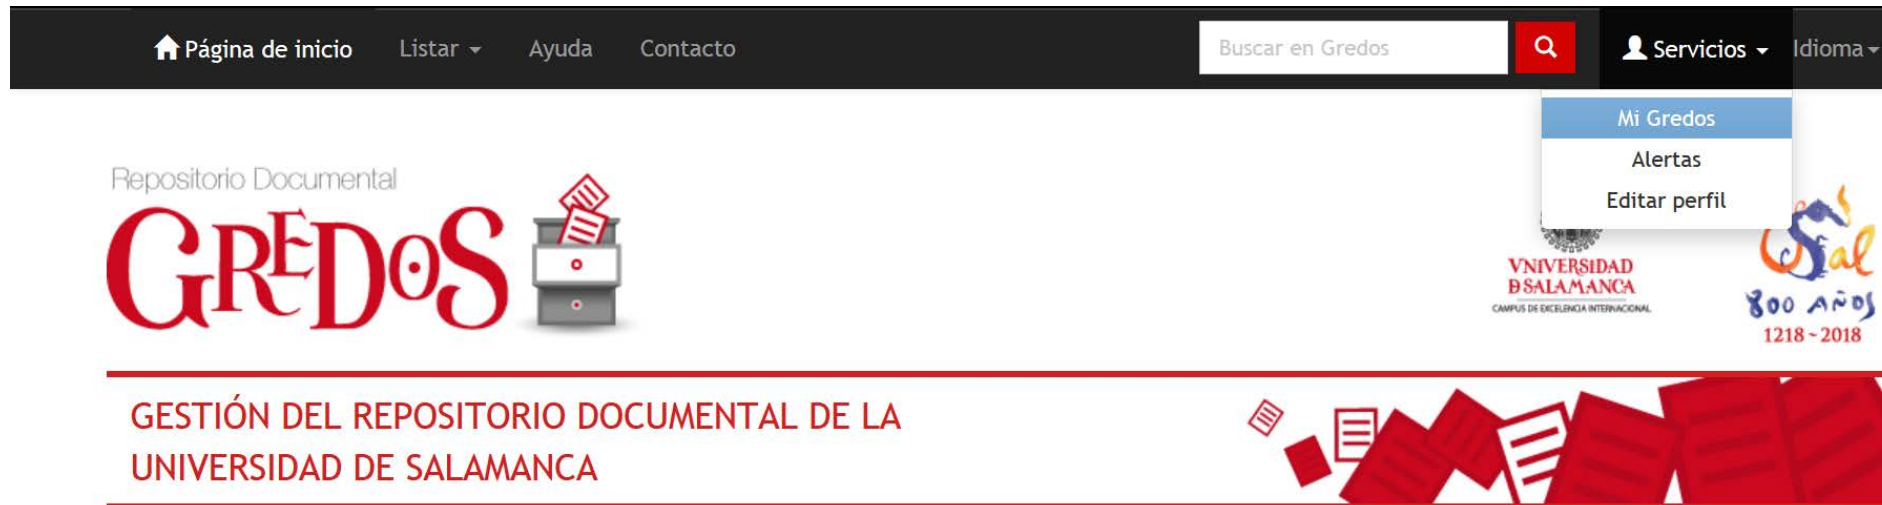 Página de inicio Listar Ayuda Contacto Buscar en Gredos Servicios Idioma
Mi Gredos
Alertas
Editar perfil
Repositorio Documental
GREDOS
VNIVERSIDAD
D SALAMANCA
CAMPUS DE EXCELENCIA INTERNACIONAL
USal
800 AÑOS
1218 ~ 2018
GESTIÓN DEL REPOSITORIO DOCUMENTAL DE LA
UNIVERSIDAD DE SALAMANCA